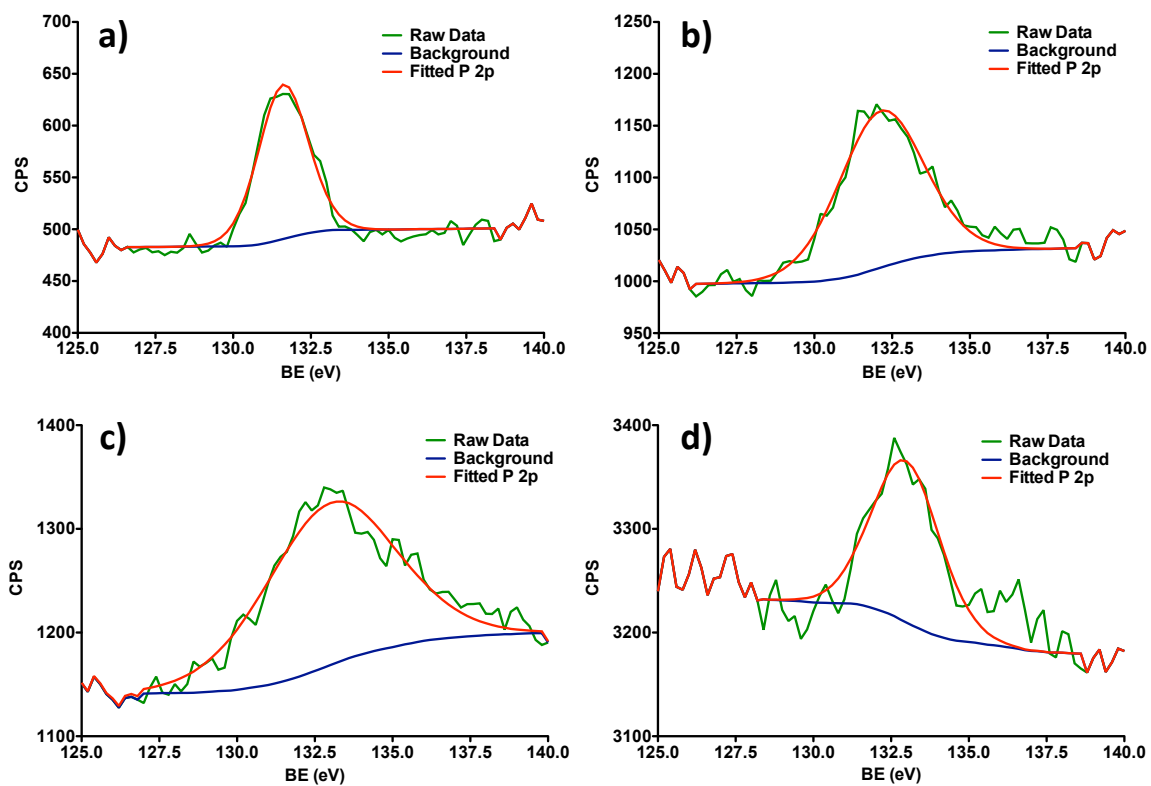 a)
700
650
600
550
500
450
400
CPS
Raw Data
Background
Fitted P 2p
125.0 127.5 130.0 132.5 135.0 137.5 140.0
BE (eV)
b)
1250
1200
1150
1100
1050
1000
950
CPS
Raw Data
Background
Fitted P 2p
125.0 127.5 130.0 132.5 135.0 137.5 140.0
BE (eV)
c)
1400
1300
1200
1100
CPS
Raw Data
Background
Fitted P 2p
125.0 127.5 130.0 132.5 135.0 137.5 140.0
BE (eV)
d)
3400
3300
3200
3100
CPS
Raw Data
Background
Fitted P 2p
125.0 127.5 130.0 132.5 135.0 137.5 140.0
BE (eV)